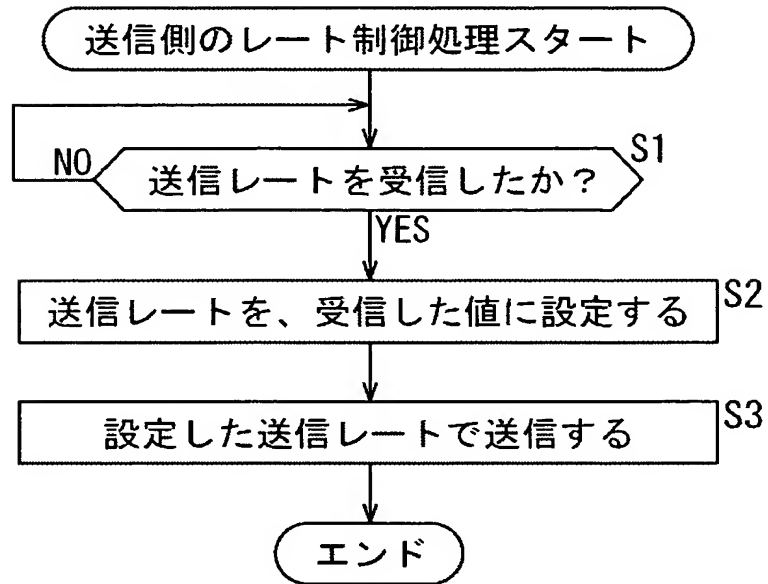 送信側のレート制御処理スタート
S1
NO
送信レートを受信したか？
YES
送信レートを、受信した値に設定する
S2
設定した送信レートで送信する
S3
エンド